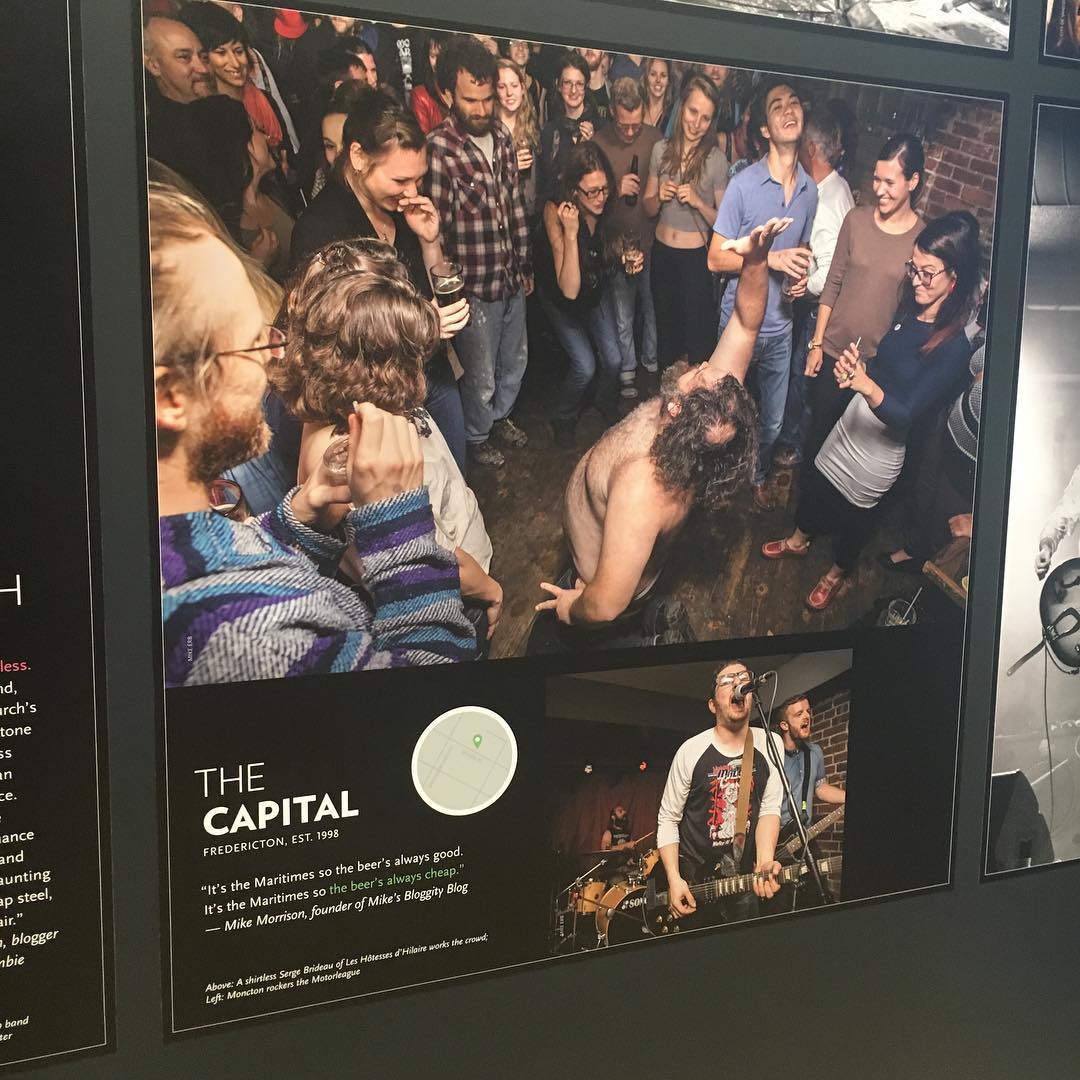 H
less.
nd,
urch's
tone
ss
an
ce.
e
nance
and
aunting
ap steel,
air."
n, blogger
mbie
o band
ter
MIKE ERB
THE
CAPITAL
FREDERICTON, EST. 1998
“It's the Maritimes so the beer's always good.
It's the Maritimes so the beer's always cheap.”
— Mike Morrison, founder of Mike's Bloggity Blog
Above: A shirtless Serge Brideau of Les Hôtesses d'Hilaire works the crowd;
Left: Moncton rockers the Motorleague